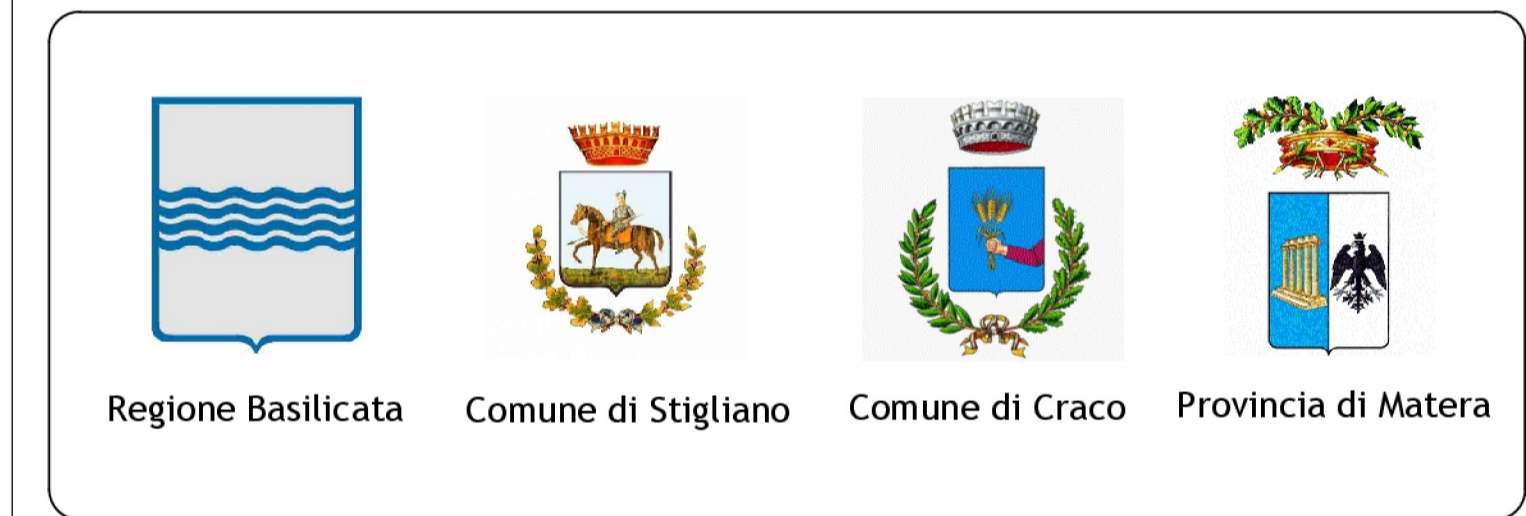 Regione Basilicata
Comune di Stigliano
Comune di Craco
Provincia di Matera